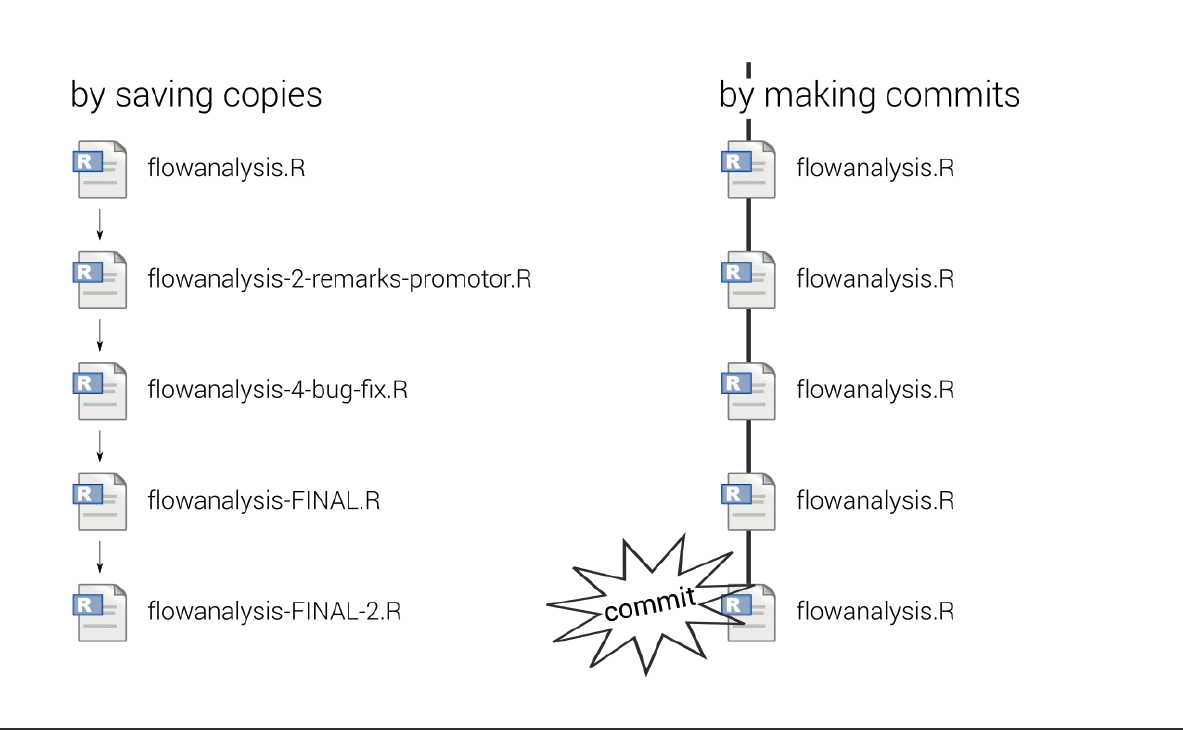 by saving copies
R flowanalysis.R
R flowanalysis-2-remarks-promotor.R
R flowanalysis-4-bug-fix.R
R flowanalysis-FINAL.R
R flowanalysis-FINAL-2.R
by making commits
R flowanalysis.R
R flowanalysis.R
R flowanalysis.R
R flowanalysis.R
commit
R flowanalysis.R